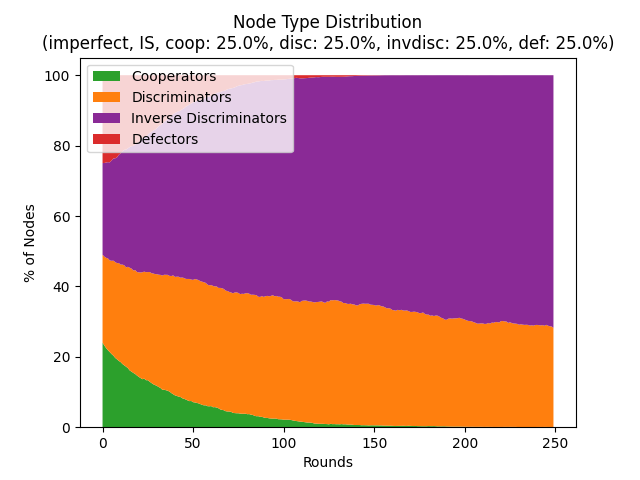 Node Type Distribution
(imperfect, IS, coop: 25.0%, disc: 25.0%, invdisc: 25.0%, def: 25.0%)
Cooperators
Discriminators
Inverse Discriminators
Defectors
% of Nodes
100
80
60
40
20
0
0 50 100 150 200 250
Rounds